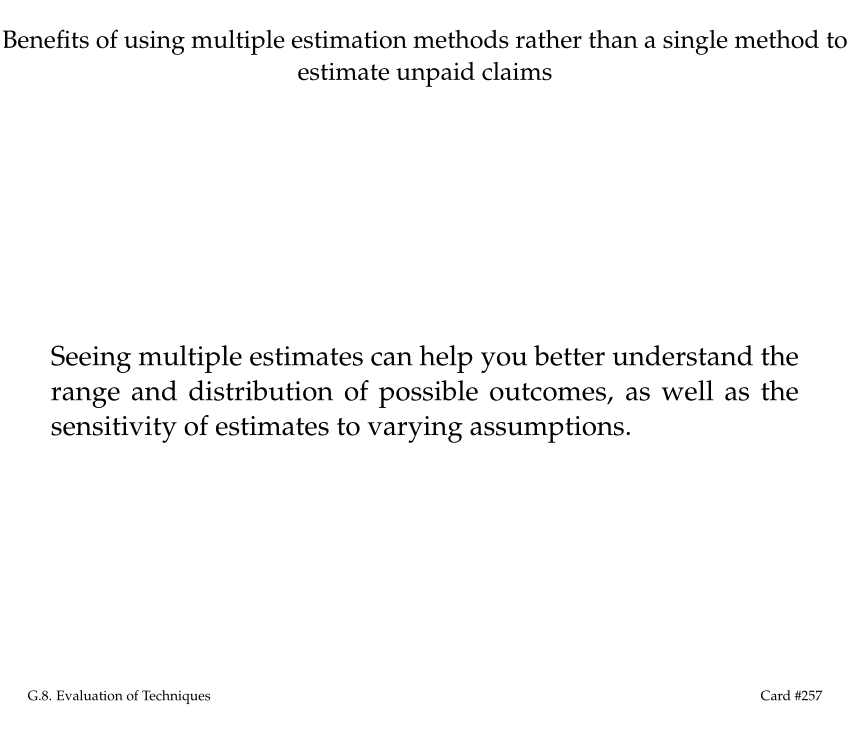 Benefits of using multiple estimation methods rather than a single method to
estimate unpaid claims
Seeing multiple estimates can help you better understand the
range and distribution of possible outcomes, as well as the
sensitivity of estimates to varying assumptions.
G.8. Evaluation of Techniques
Card #257